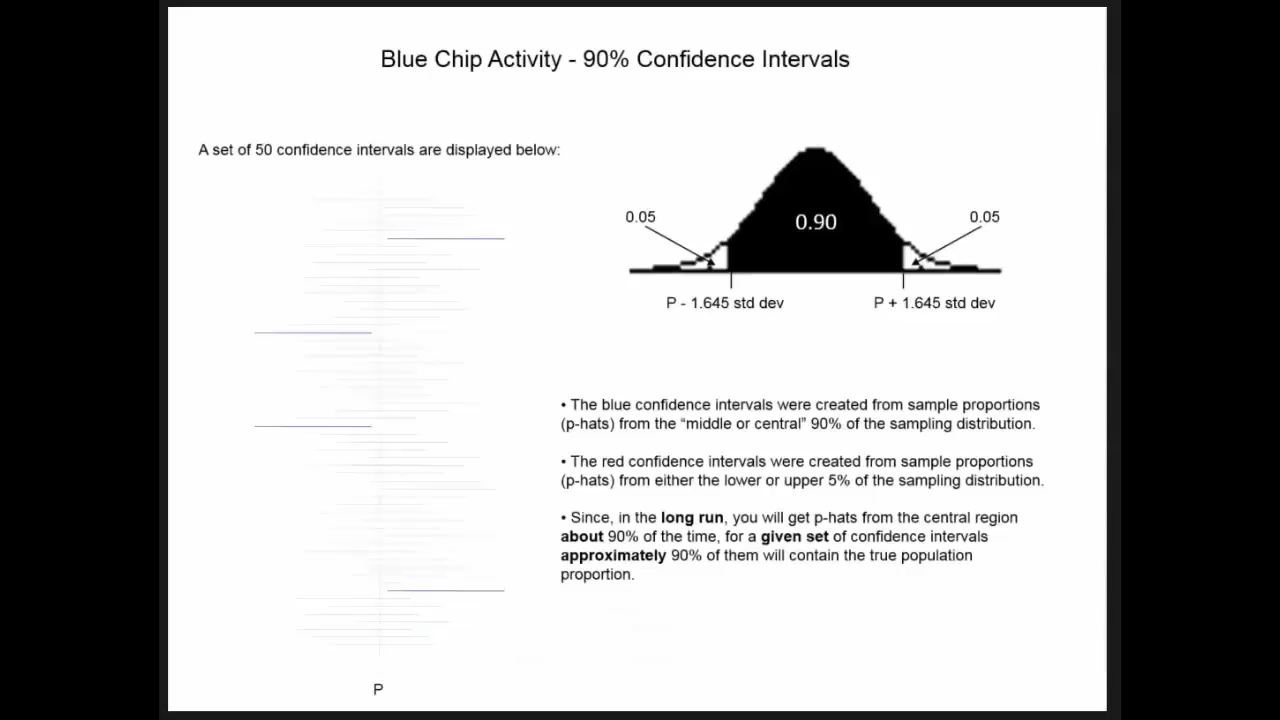 Blue Chip Activity - 90% Confidence Intervals
A set of 50 confidence intervals are displayed below:
0.05
0.90
0.05
P - 1.645 std dev
P + 1.645 std dev
• The blue confidence intervals were created from sample proportions
(p-hats) from the “middle or central” 90% of the sampling distribution.
• The red confidence intervals were created from sample proportions
(p-hats) from either the lower or upper 5% of the sampling distribution.
• Since, in the long run, you will get p-hats from the central region
about 90% of the time, for a given set of confidence intervals
approximately 90% of them will contain the true population
proportion.
P